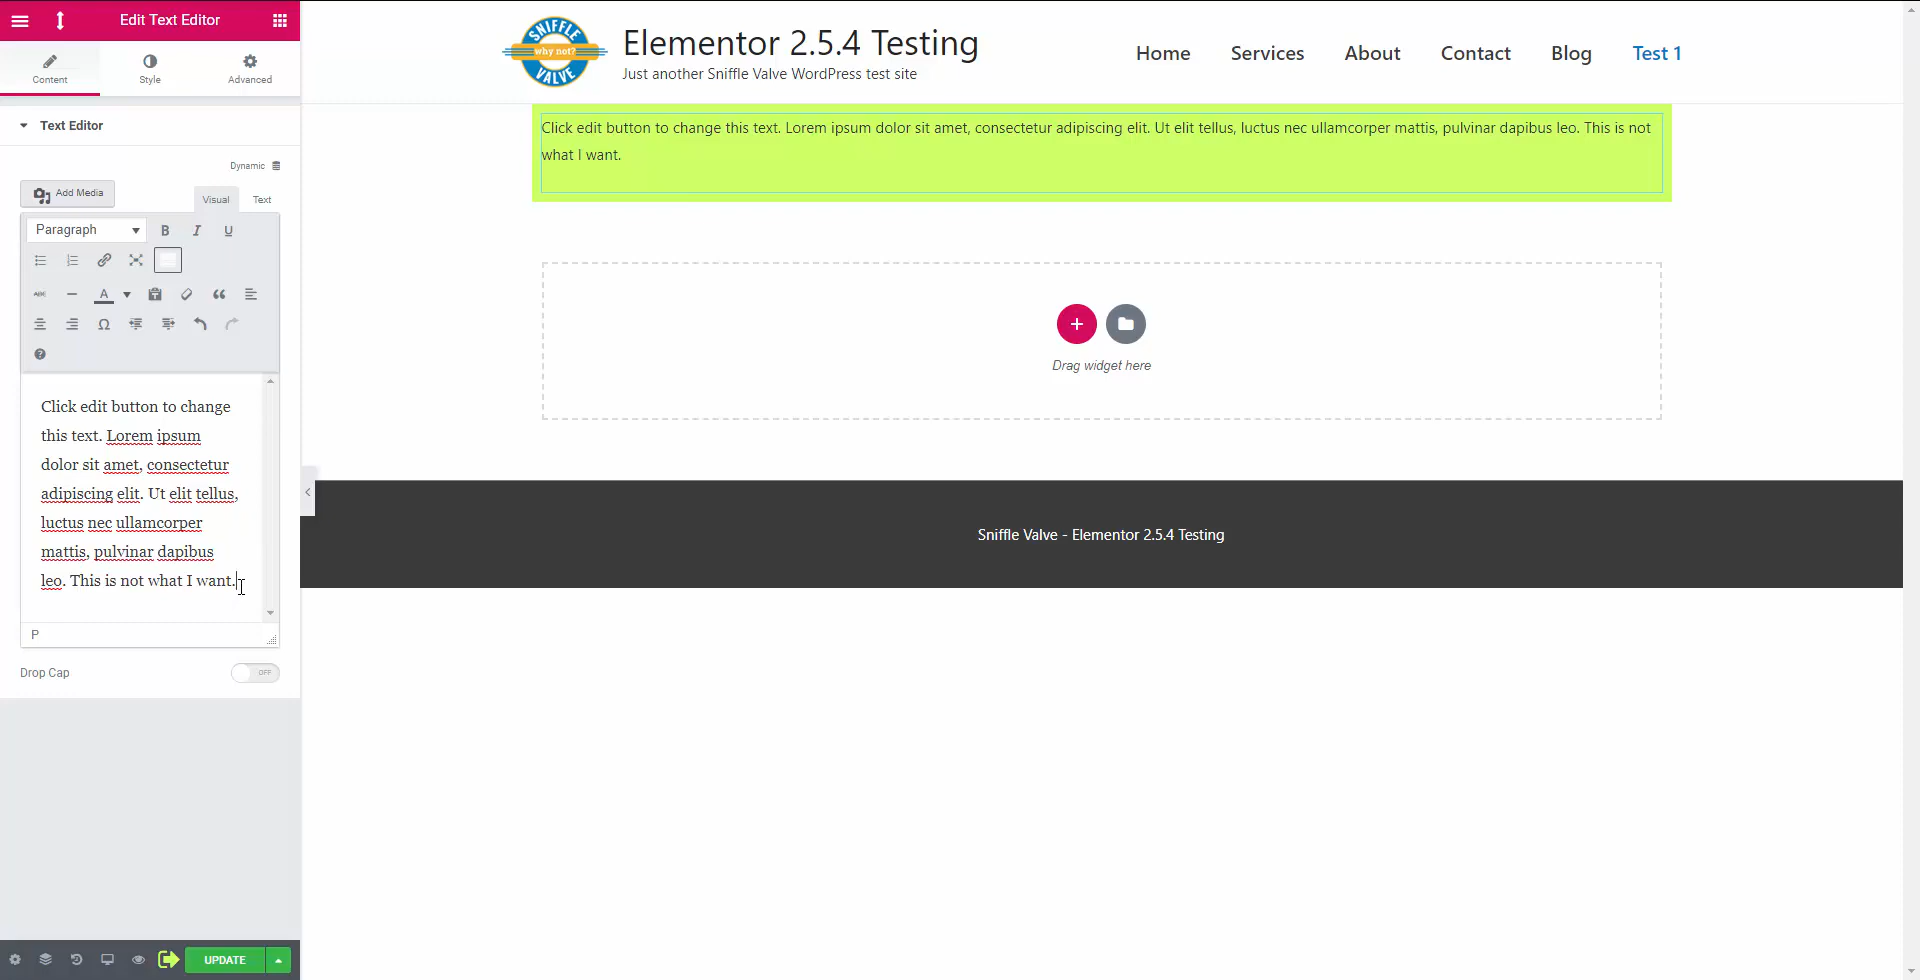 Edit Text Editor
Content
Style
Advanced
Text Editor
Dynamic
Add Media
Visual
Text
Paragraph
B
I
U
ABC
A
Ω
Click edit button to change
this text. Lorem ipsum
dolor sit amet, consectetur
adipiscing elit. Ut elit tellus,
luctus nec ullamcorper
mattis, pulvinar dapibus
leo. This is not what I want.
P
Drop Cap
OFF
UPDATE
SNIFFLE
why not?
VALVE
Elementor 2.5.4 Testing
Just another Sniffle Valve WordPress test site
Home
Services
About
Contact
Blog
Test 1
Click edit button to change this text. Lorem ipsum dolor sit amet, consectetur adipiscing elit. Ut elit tellus, luctus nec ullamcorper mattis, pulvinar dapibus leo. This is not
what I want.
Drag widget here
Sniffle Valve - Elementor 2.5.4 Testing